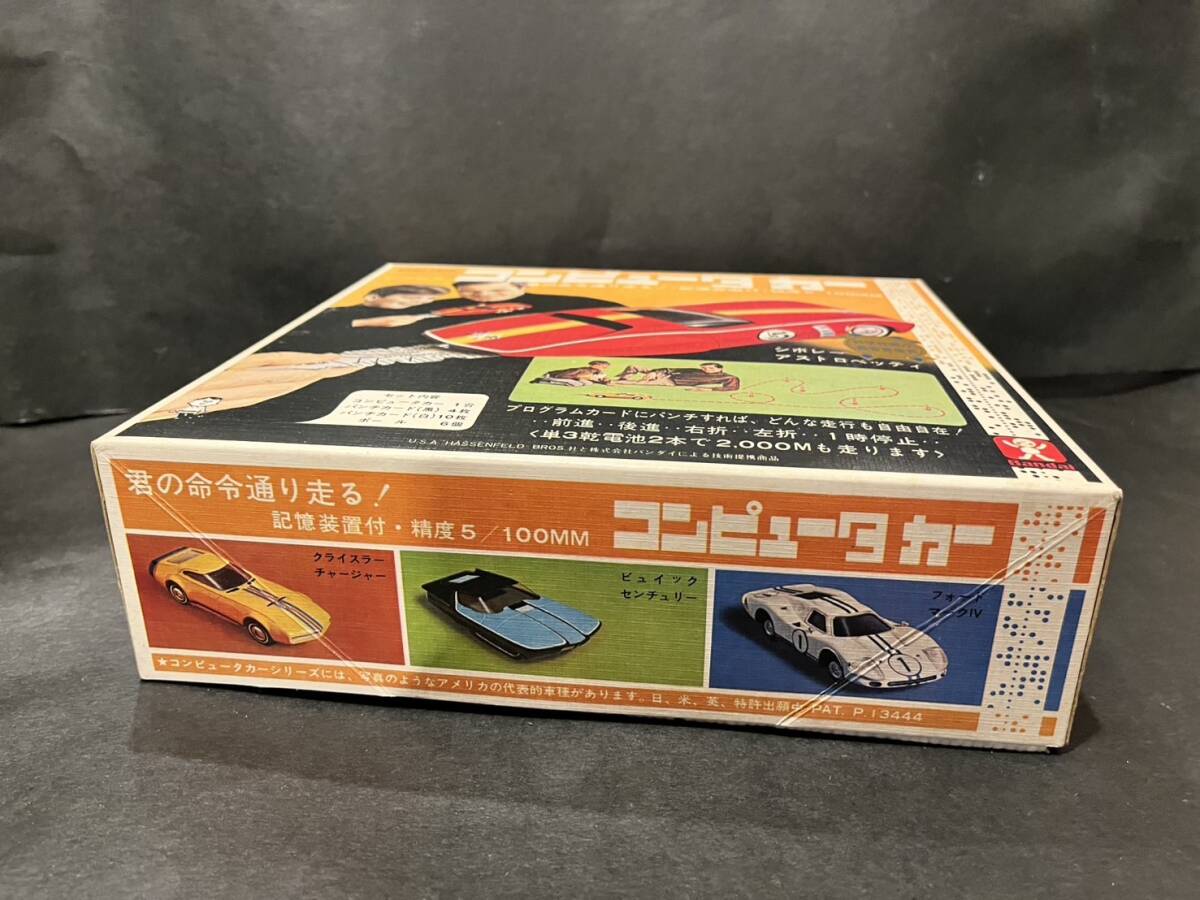 コンピュータ カー
シボレー
アストロベッティ
セット内容
コンピューターカー 1台
パンチカード(黒) 4枚
パンチカード(白)10枚
ポール 6個
プログラムカードにパンチすれば、どんな走行も自由自在!
‥前進‥後進‥右折‥左折‥1時停止‥
<単3乾電池2本で2,000Mも走ります>
U.S.A. HASSENFELD BROS.社と株式会社バンダイによる技術提携商品
Bandai
君の命令通り走る!
記憶装置付・精度5/100MM
コンピュータ カー
クライスラー
チャージャー
ビュイック
センチュリー
フォード
マークIV
1
1
★コンピュータカーシリーズには、写真のようなアメリカの代表的車種があります。日、米、英、特許出願中 PAT. P.13444